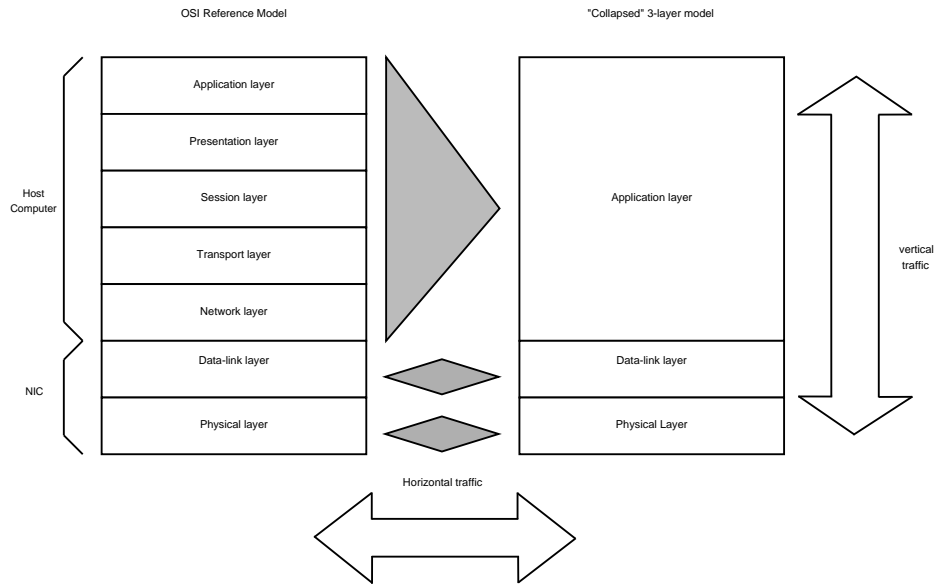 OSI Reference Model
"Collapsed" 3-layer model
Application layer
Presentation layer
Session layer
Transport layer
Network layer
Data-link layer
Physical layer
Host
Computer
NIC
Application layer
Data-link layer
Physical Layer
vertical
traffic
Horizontal traffic